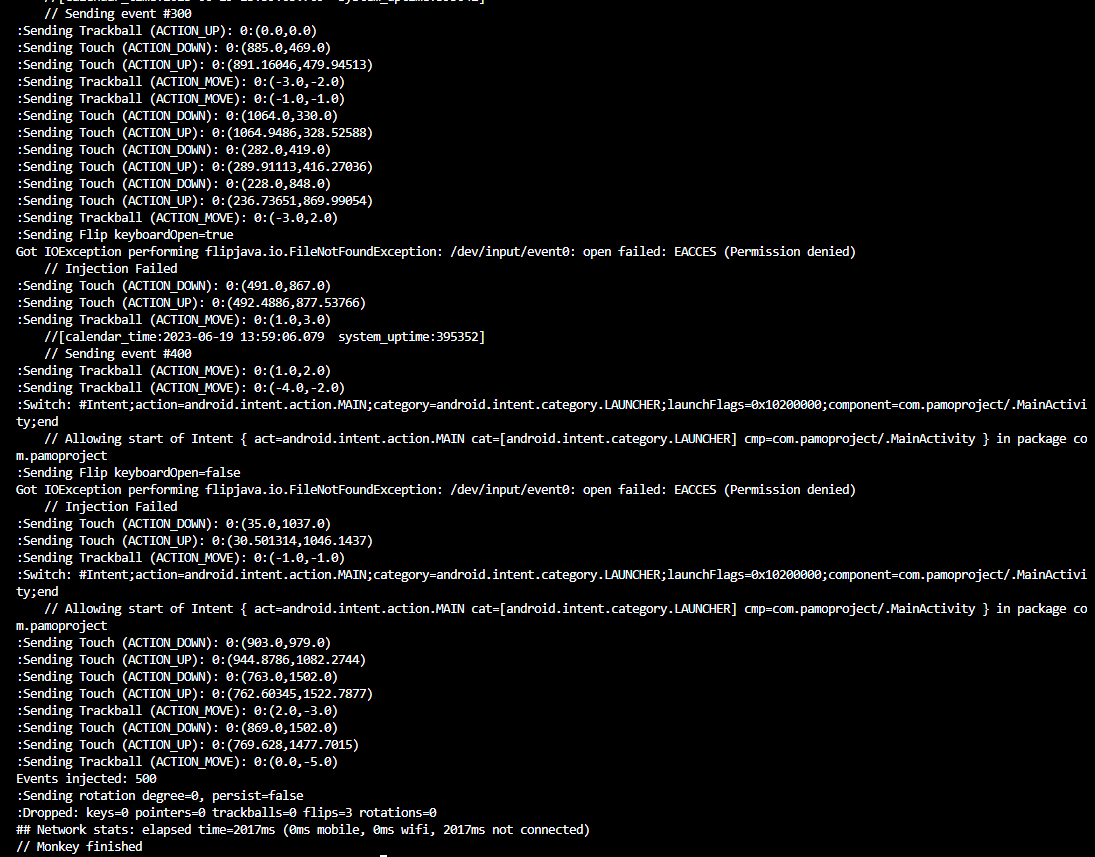 // Sending event #300
:Sending Trackball (ACTION_UP): 0:(0.0,0.0)
:Sending Touch (ACTION_DOWN): 0:(885.0,469.0)
:Sending Touch (ACTION_UP): 0:(891.16046,479.94513)
:Sending Trackball (ACTION_MOVE): 0:(-3.0,-2.0)
:Sending Trackball (ACTION_MOVE): 0:(-1.0,-1.0)
:Sending Touch (ACTION_DOWN): 0:(1064.0,330.0)
:Sending Touch (ACTION_UP): 0:(1064.9486,328.52588)
:Sending Touch (ACTION_DOWN): 0:(282.0,419.0)
:Sending Touch (ACTION_UP): 0:(289.91113,416.27036)
:Sending Touch (ACTION_DOWN): 0:(228.0,848.0)
:Sending Touch (ACTION_UP): 0:(236.73651,869.99054)
:Sending Trackball (ACTION_MOVE): 0:(-3.0,2.0)
:Sending Flip keyboardOpen=true
Got IOException performing flipjava.io.FileNotFoundException: /dev/input/event0: open failed: EACCES (Permission denied)
// Injection Failed
:Sending Touch (ACTION_DOWN): 0:(491.0,867.0)
:Sending Touch (ACTION_UP): 0:(492.4886,877.53766)
:Sending Trackball (ACTION_MOVE): 0:(1.0,3.0)
//[calendar_time:2023-06-19 13:59:06.079  system_uptime:395352]
// Sending event #400
:Sending Trackball (ACTION_MOVE): 0:(1.0,2.0)
:Sending Trackball (ACTION_MOVE): 0:(-4.0,-2.0)
:Switch: #Intent;action=android.intent.action.MAIN;category=android.intent.category.LAUNCHER;launchFlags=0x10200000;component=com.pamoproject/.MainActivi
ty;end
// Allowing start of Intent { act=android.intent.action.MAIN cat=[android.intent.category.LAUNCHER] cmp=com.pamoproject/.MainActivity } in package co
m.pamoproject
:Sending Flip keyboardOpen=false
Got IOException performing flipjava.io.FileNotFoundException: /dev/input/event0: open failed: EACCES (Permission denied)
// Injection Failed
:Sending Touch (ACTION_DOWN): 0:(35.0,1037.0)
:Sending Touch (ACTION_UP): 0:(30.501314,1046.1437)
:Sending Trackball (ACTION_MOVE): 0:(-1.0,-1.0)
:Switch: #Intent;action=android.intent.action.MAIN;category=android.intent.category.LAUNCHER;launchFlags=0x10200000;component=com.pamoproject/.MainActivi
ty;end
// Allowing start of Intent { act=android.intent.action.MAIN cat=[android.intent.category.LAUNCHER] cmp=com.pamoproject/.MainActivity } in package co
m.pamoproject
:Sending Touch (ACTION_DOWN): 0:(903.0,979.0)
:Sending Touch (ACTION_UP): 0:(944.8786,1082.2744)
:Sending Touch (ACTION_DOWN): 0:(763.0,1502.0)
:Sending Touch (ACTION_UP): 0:(762.60345,1522.7877)
:Sending Trackball (ACTION_MOVE): 0:(2.0,-3.0)
:Sending Touch (ACTION_DOWN): 0:(869.0,1502.0)
:Sending Touch (ACTION_UP): 0:(769.628,1477.7015)
:Sending Trackball (ACTION_MOVE): 0:(0.0,-5.0)
Events injected: 500
:Sending rotation degree=0, persist=false
:Dropped: keys=0 pointers=0 trackballs=0 flips=3 rotations=0
## Network stats: elapsed time=2017ms (0ms mobile, 0ms wifi, 2017ms not connected)
// Monkey finished